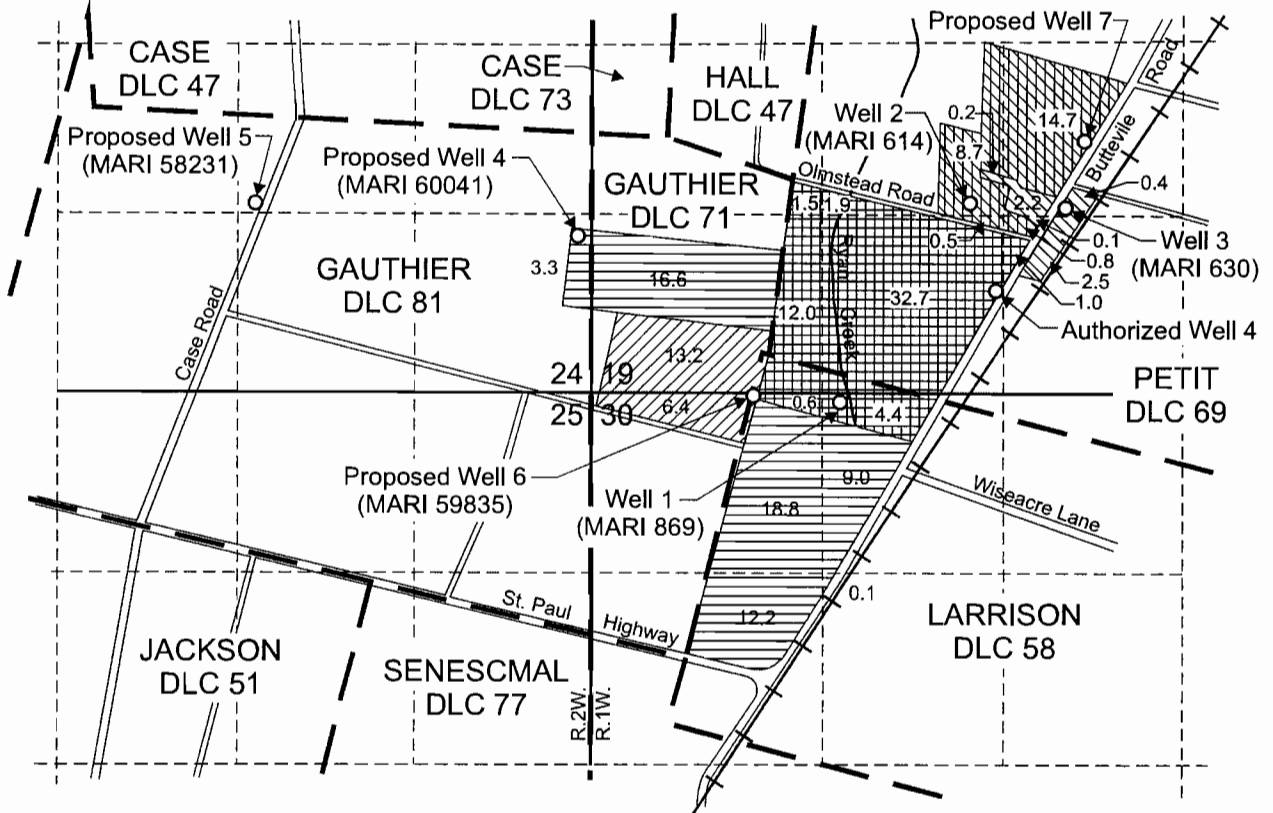 Proposed Well 7
CASE
DLC 47
CASE
DLC 73
HALL
DLC 47
Road
Proposed Well 5
(MARI 58231)
Proposed Well 4
(MARI 60041)
Well 2
(MARI 614)
0.2
14.7
8.7
Buttevile
GAUTHIER
DLC 71
Olmstead Road
2.2
0.4
1.5
1.9
0.5
0.1
0.8
2.5
1.0
Well 3
(MARI 630)
GAUTHIER
DLC 81
3.3
16.6
Ryan Creek
12.0
32.7
Authorized Well 4
Case Road
13.2
24 19
25 30
6.4
0.6
4.4
PETIT
DLC 69
Proposed Well 6
(MARI 59835)
Well 1
(MARI 869)
9.0
18.8
Wiseacre Lane
0.1
12.2
St. Paul Highway
LARRISON
DLC 58
JACKSON
DLC 51
SENESCMAL
DLC 77
R.2W.
R.1W.